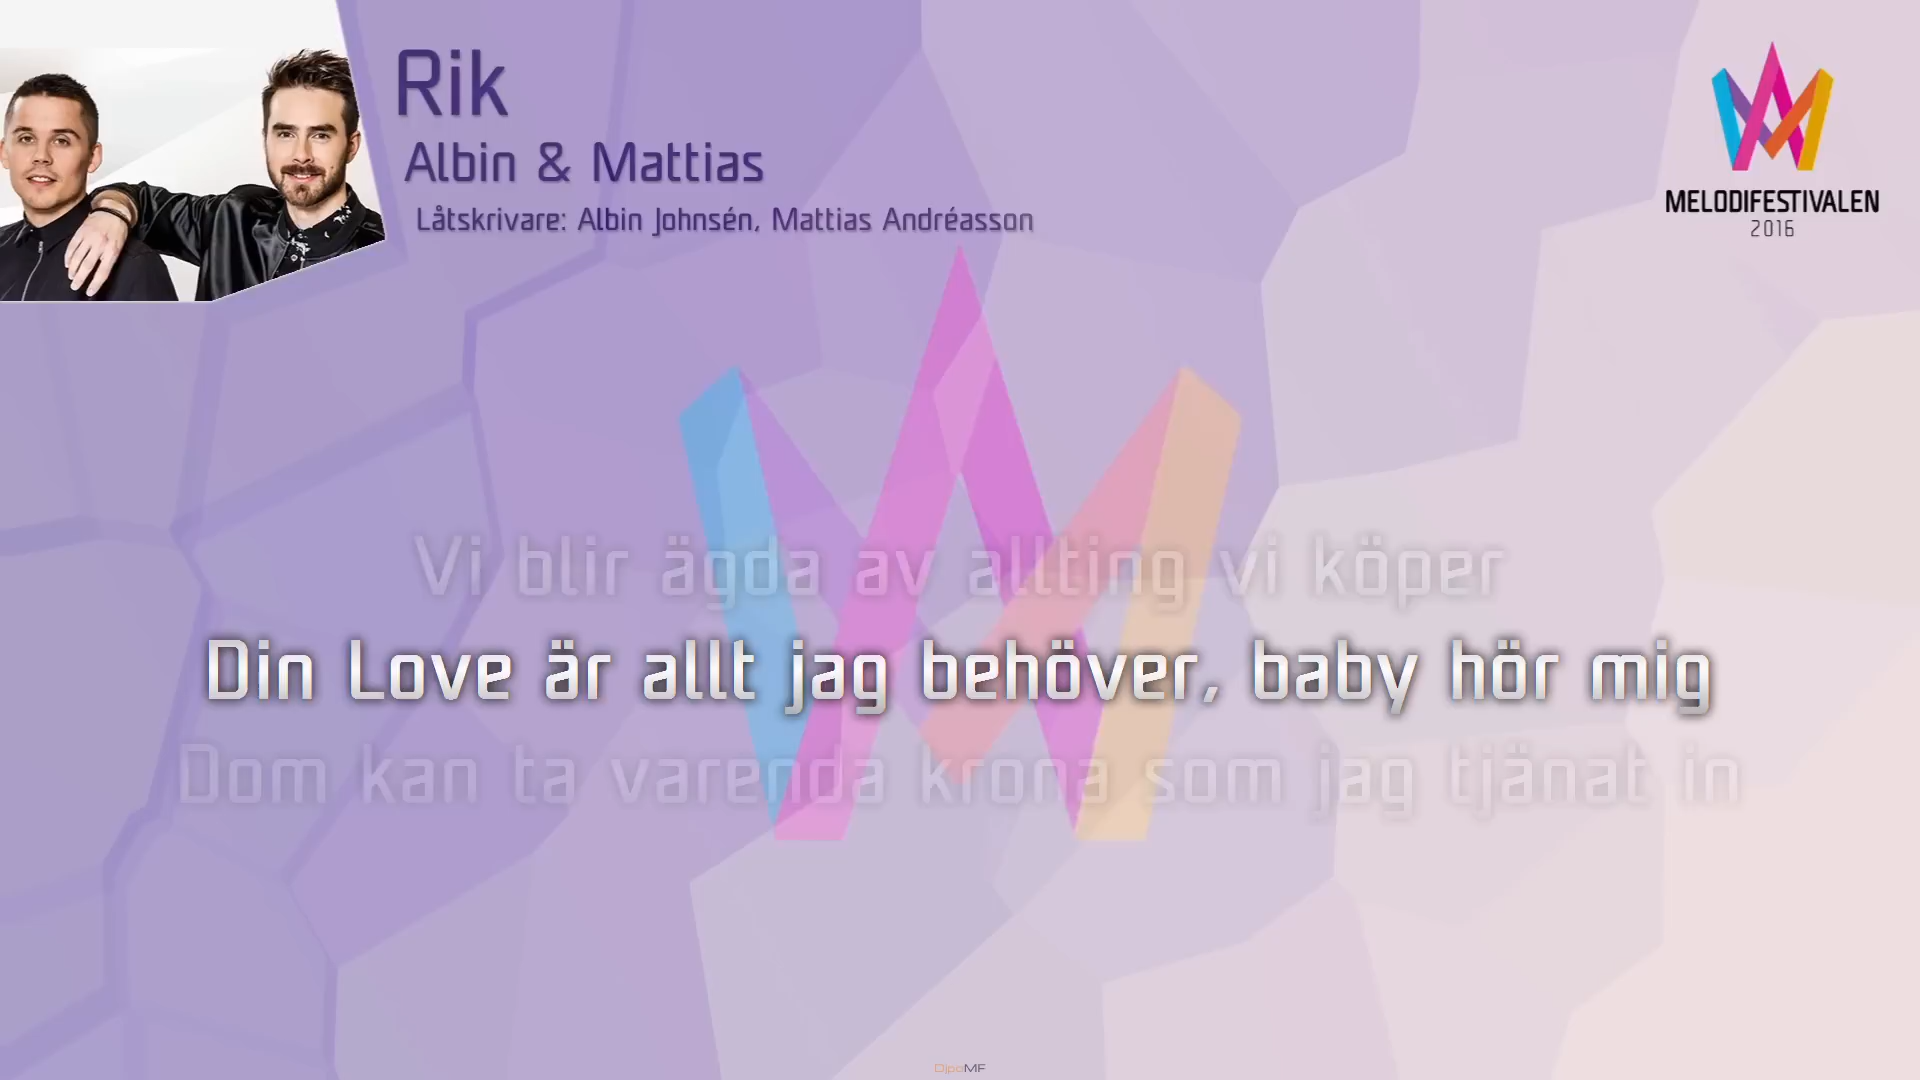 Rik
Albin & Mattias
Låtskrivare: Albin Johnsén, Mattias Andréasson
MELODIFESTIVALEN
2016
Vi blir ägda av allting vi köper
Din Love är allt jag behöver, baby hör mig
Dom kan ta varenda krona som jag tjänat in
DjpoMF